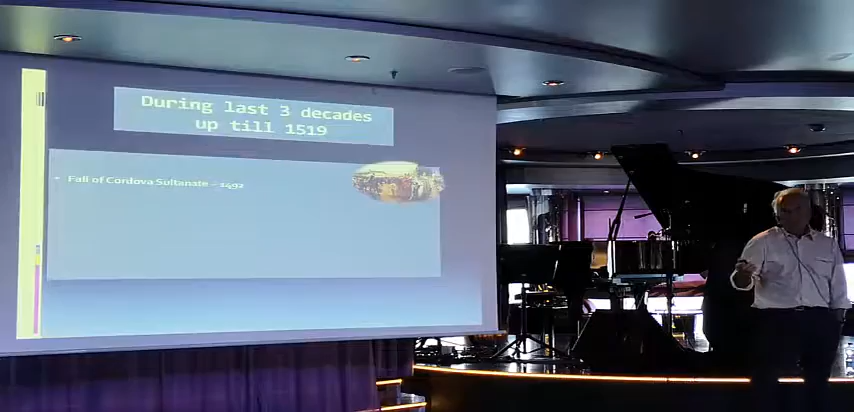 During last 3 decades
up till 1519
• Fall of Cordova Sultanate – 1492